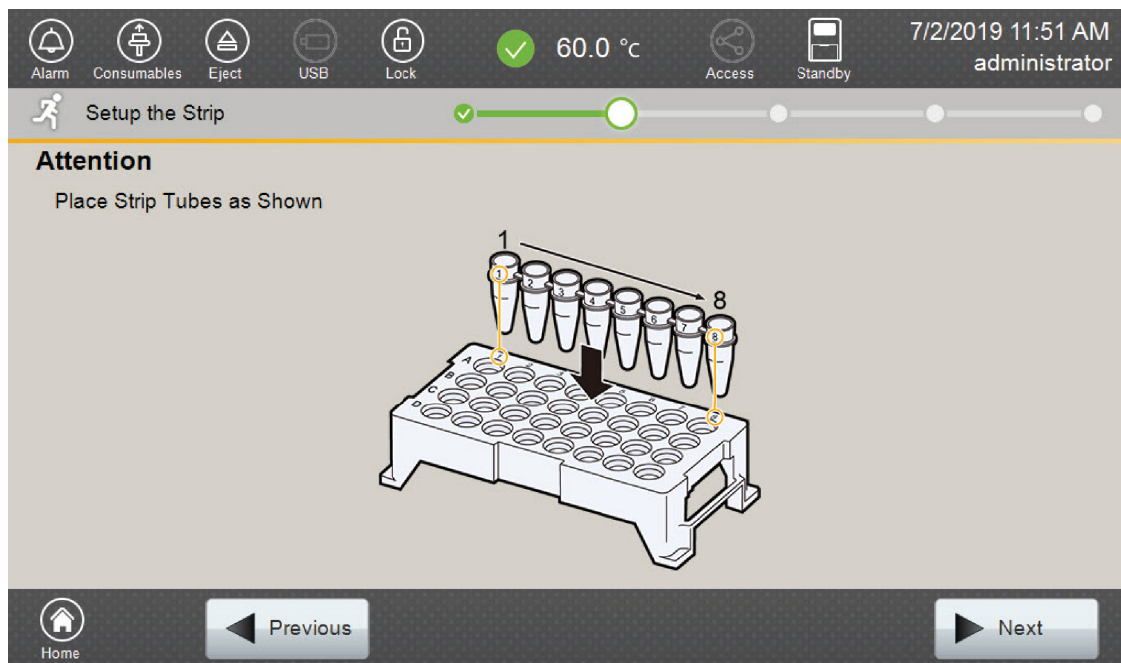 7/2/2019 11:51 AM
60.0 °c
administrator
Alarm Consumables Eject USB Lock Access Standby
Setup the Strip
Attention
Place Strip Tubes as Shown
1
8
1 2 3 4 5 6 7 8
A
B
C
D
Previous
Next
Home